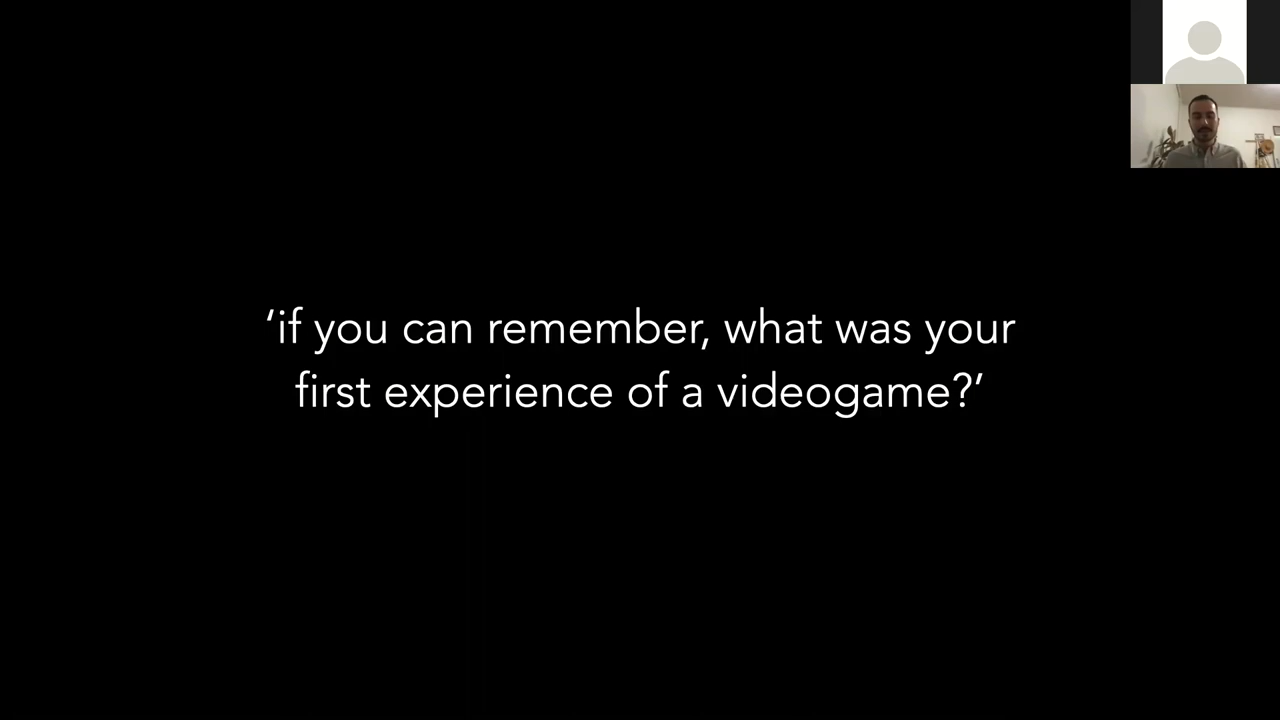 ‘if you can remember, what was your
first experience of a videogame?’